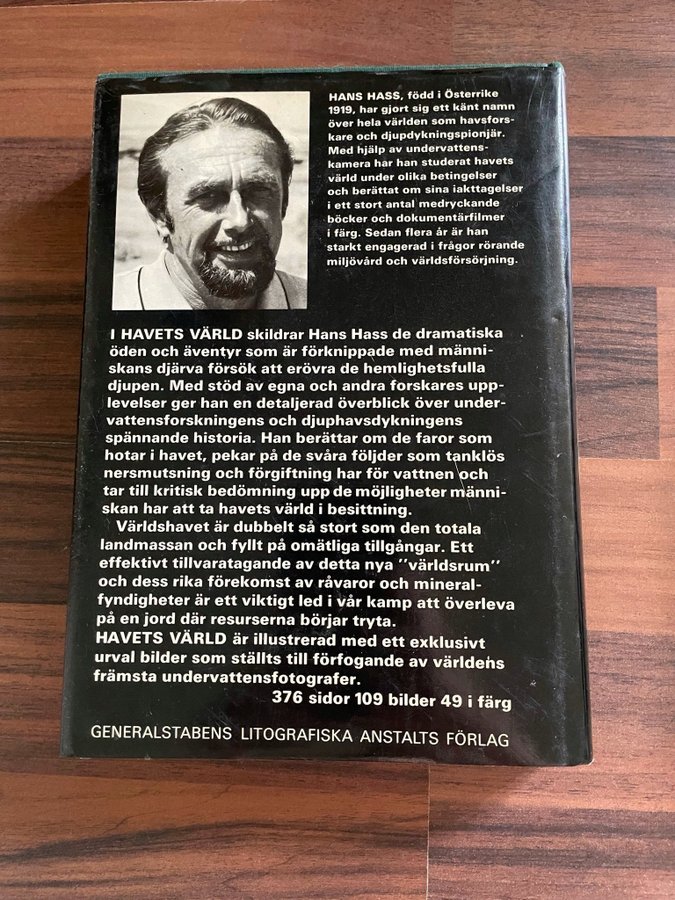 HANS HASS, född i Österrike
1919, har gjort sig ett känt namn
över hela världen som havsfors-
kare och djupdykningspionjär.
Med hjälp av undervattens-
kamera har han studerat havets
värld under olika betingelser
och berättat om sina iakttagelser
i ett stort antal medryckande
böcker och dokumentärfilmer
i färg. Sedan flera år är han
starkt engagerad i frågor rörande
miljövård och världsförsörjning.
I HAVETS VÄRLD skildrar Hans Hass de dramatiska
öden och äventyr som är förknippade med männi-
skans djärva försök att erövra de hemlighetsfulla
djupen. Med stöd av egna och andra forskares upp-
levelser ger han en detaljerad överblick över under-
vattensforskningens och djuphavsdykningens
spännande historia. Han berättar om de faror som
hotar i havet, pekar på de svåra följder som tanklös
nersmutsning och förgiftning har för vattnen och
tar till kritisk bedömning upp de möjligheter männi-
skan har att ta havets värld i besittning.
Världshavet är dubbelt så stort som den totala
landmassan och fyllt på omätliga tillgångar. Ett
effektivt tillvaratagande av detta nya "världsrum"
och dess rika förekomst av råvaror och mineral-
fyndigheter är ett viktigt led i vår kamp att överleva
på en jord där resurserna börjar tryta.
HAVETS VÄRLD är illustrerad med ett exklusivt
urval bilder som ställts till förfogande av världens
främsta undervattensfotografer.
376 sidor 109 bilder 49 i färg
GENERALSTABENS LITOGRAFISKA ANSTALTS FÖRLAG